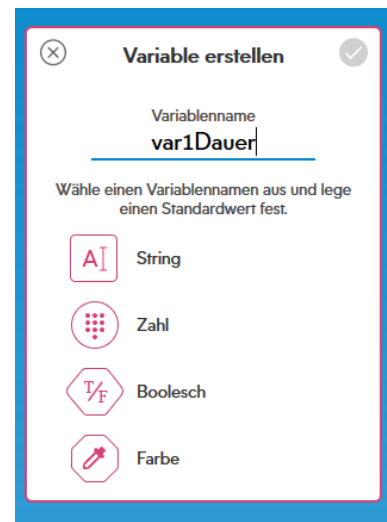 Variable erstellen
Variablenname
var1Dauer
Wähle einen Variablennamen aus und lege
einen Standardwert fest.
A String
Zahl
T/F Boolesch
Farbe